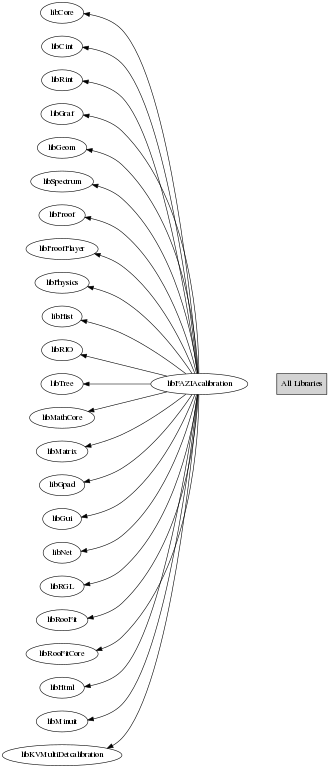 libCore
libCint
libRint
libGraf
libGeom
libSpectrum
libProof
libProofPlayer
libPhysics
libHist
libRIO
libTree
libFAZIAcalibration
All Libraries
libMathCore
libMatrix
libGpad
libGui
libNet
libRGL
libRooFit
libRooFitCore
libHtml
libMinuit
libKVMultiDetcalibration